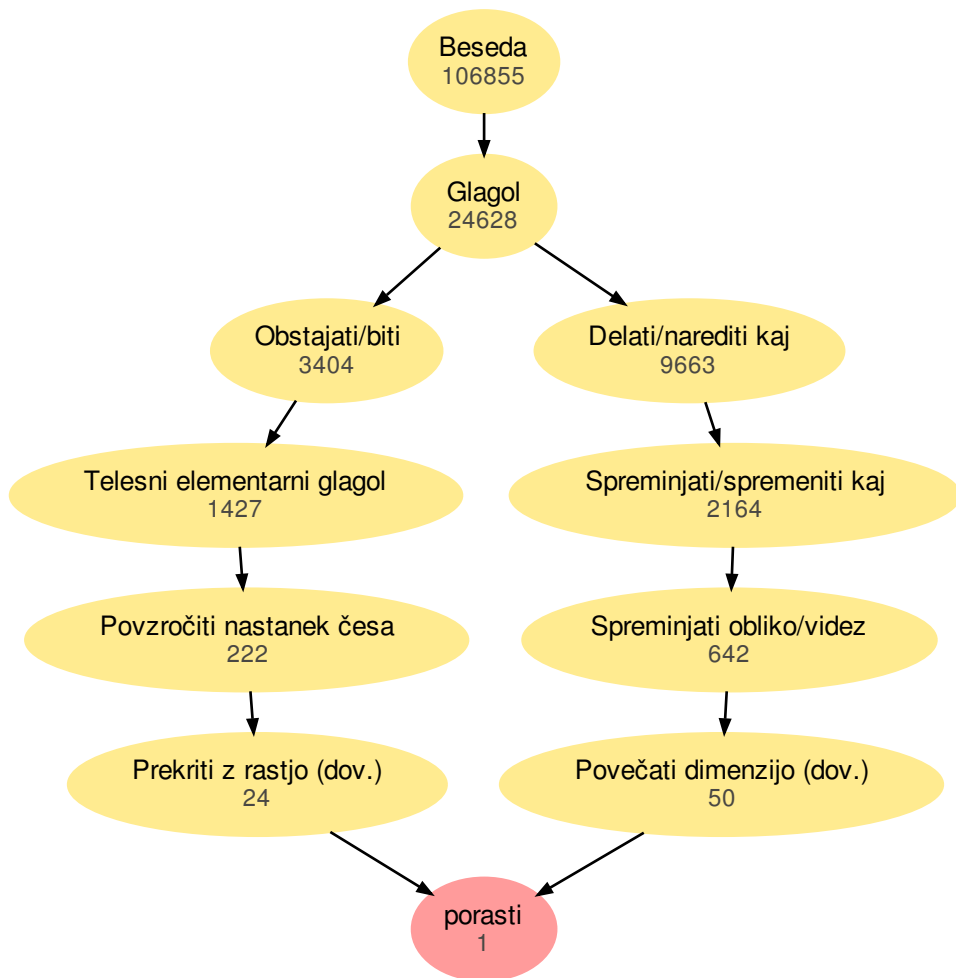 Beseda
106855
Glagol
24628
Obstajati/biti
3404
Delati/narediti kaj
9663
Telesni elementarni glagol
1427
Spreminjati/spremeniti kaj
2164
Povzročiti nastanek česa
222
Spreminjati obliko/videz
642
Prekriti z rastjo (dov.)
24
Povečati dimenzijo (dov.)
50
porasti
1